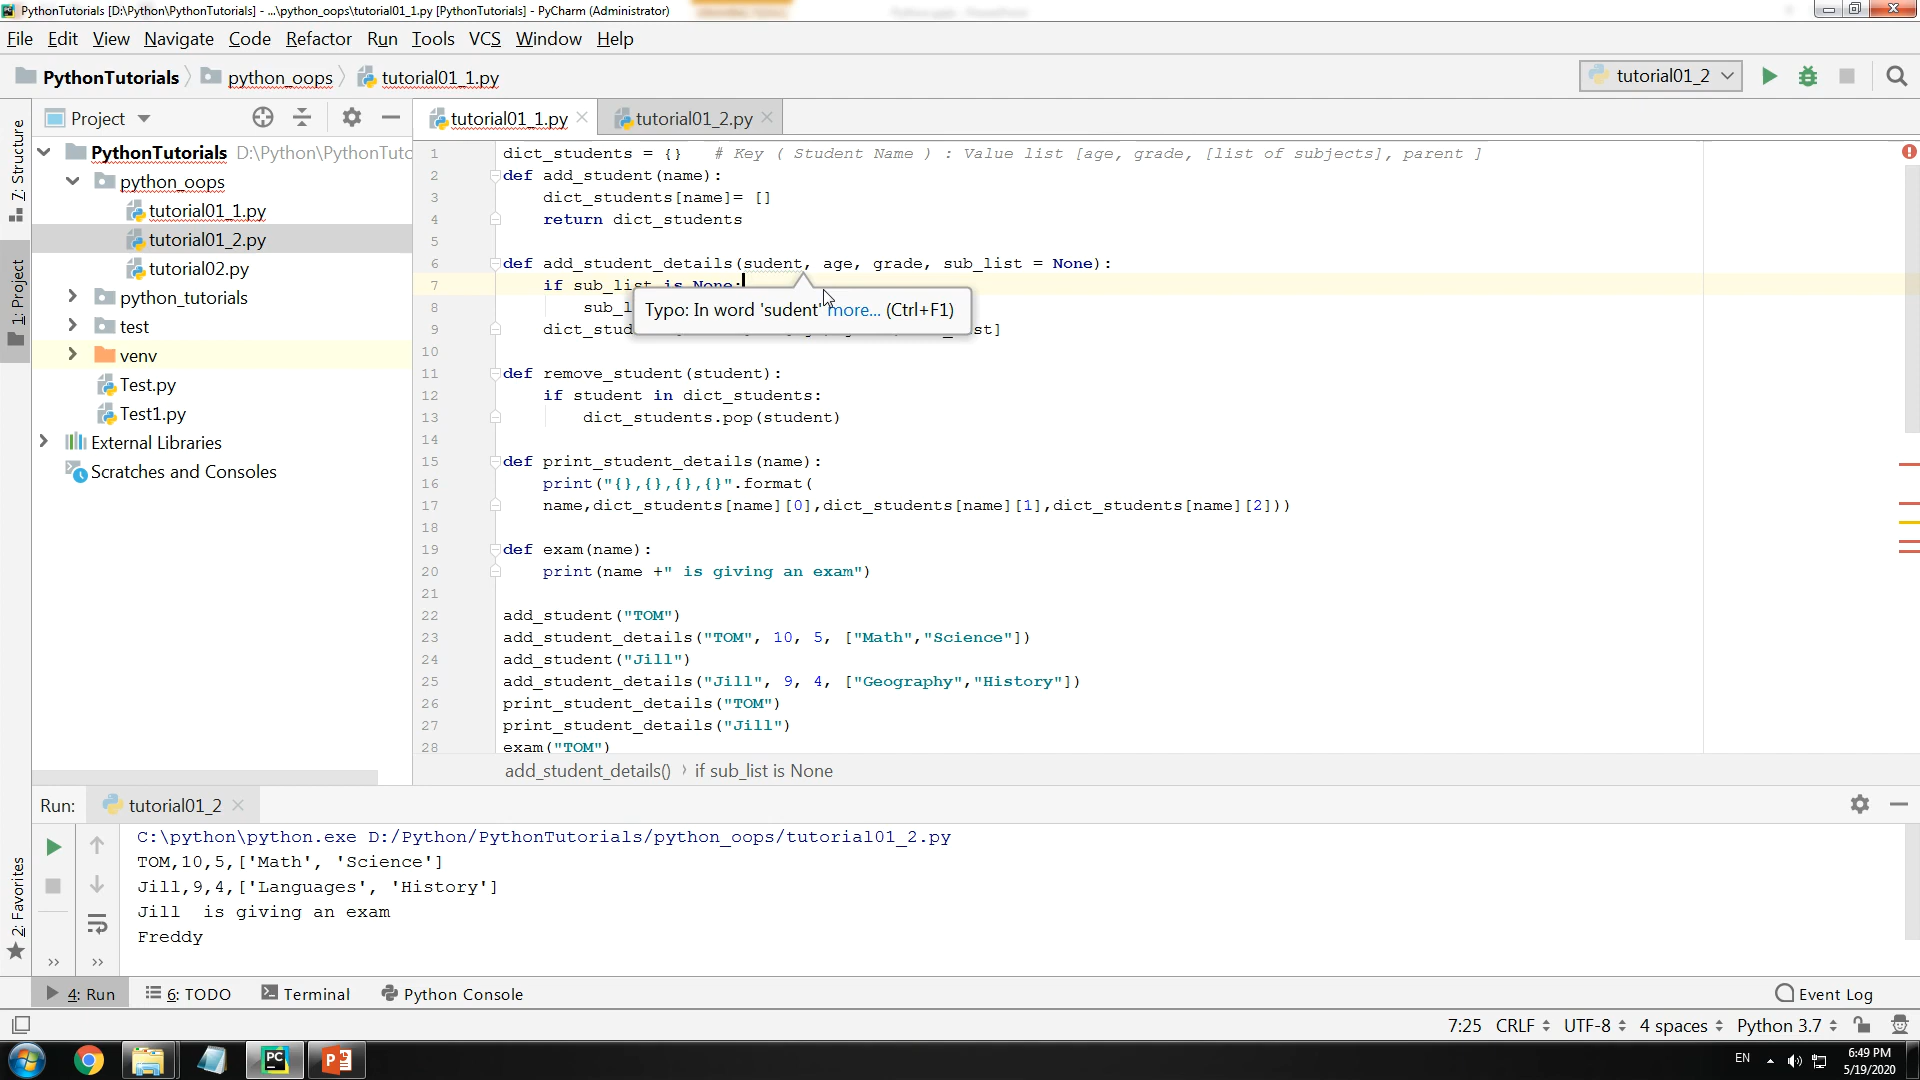 PythonTutorials [D:\Python\PythonTutorials] - ...\python_oops\tutorial01_1.py [PythonTutorials] - PyCharm (Administrator)
File Edit View Navigate Code Refactor Run Tools VCS Window Help
PythonTutorials python_oops tutorial01_1.py tutorial01_2
Project tutorial01_1.py tutorial01_2.py
Z: Structure
1: Project
2: Favorites
PythonTutorials D:\Python\PythonTutc
python_oops
tutorial01_1.py
tutorial01_2.py
tutorial02.py
python_tutorials
test
venv
Test.py
Test1.py
External Libraries
Scratches and Consoles
1 dict_students = {} # Key ( Student Name ) : Value list [age, grade, [list of subjects], parent ]
2 def add_student(name):
3 dict_students[name]= []
4 return dict_students
5
6 def add_student_details(sudent, age, grade, sub_list = None):
7 if sub_list is None:
8 sub_l
Typo: In word 'sudent' more... (Ctrl+F1)
9 dict_stud st]
10
11 def remove_student(student):
12 if student in dict_students:
13 dict_students.pop(student)
14
15 def print_student_details(name):
16 print("{},{},{},{}".format(
17 name,dict_students[name][0],dict_students[name][1],dict_students[name][2]))
18
19 def exam(name):
20 print(name +" is giving an exam")
21
22 add_student("TOM")
23 add_student_details("TOM", 10, 5, ["Math","Science"])
24 add_student("Jill")
25 add_student_details("Jill", 9, 4, ["Geography","History"])
26 print_student_details("TOM")
27 print_student_details("Jill")
28 exam("TOM")
add_student_details() › if sub_list is None
Run: tutorial01_2
C:\python\python.exe D:/Python/PythonTutorials/python_oops/tutorial01_2.py
TOM,10,5,['Math', 'Science']
Jill,9,4,['Languages', 'History']
Jill  is giving an exam
Freddy
4: Run 6: TODO Terminal Python Console Event Log
7:25 CRLF UTF-8 4 spaces Python 3.7
EN 6:49 PM
5/19/2020